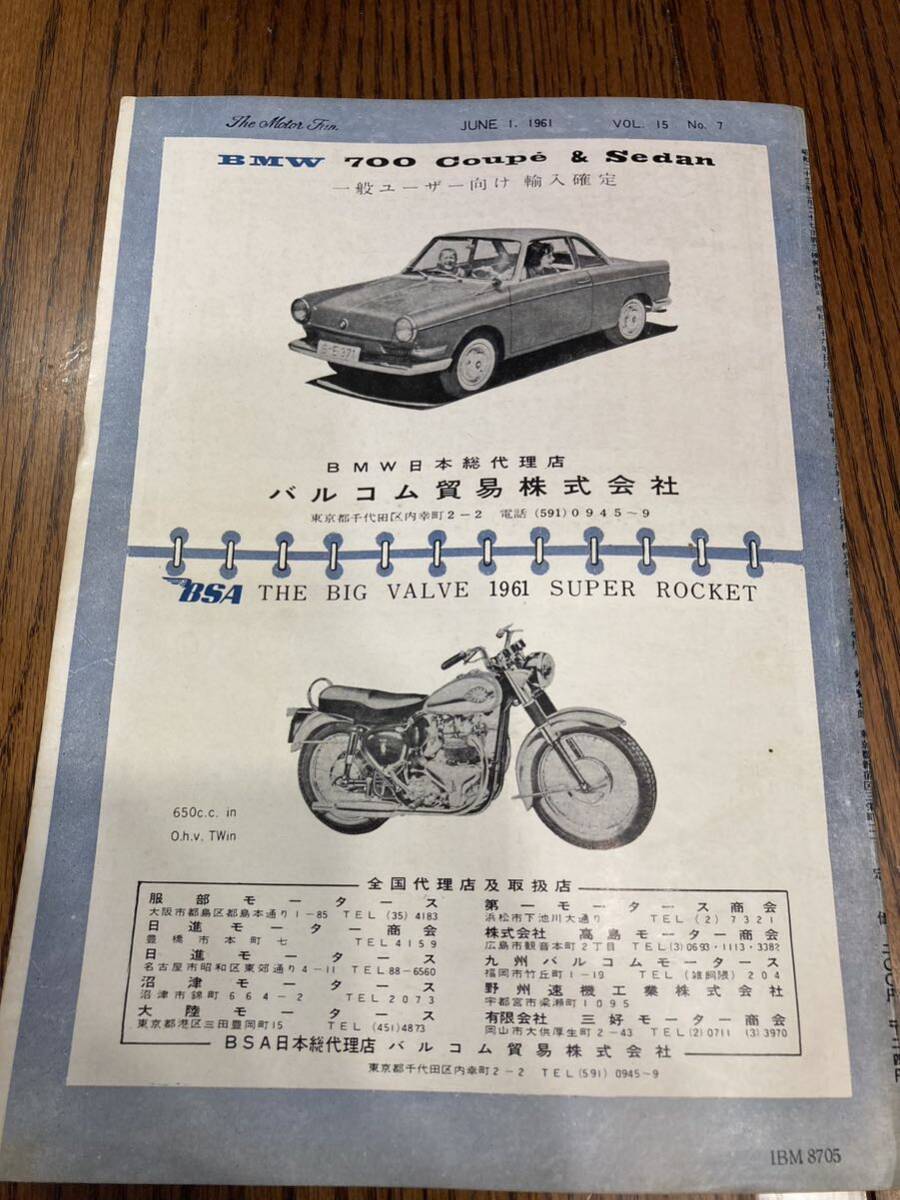 The Motor Fan. JUNE 1. 1961 VOL. 15 No. 7
BMW 700 Coupé & Sedan
一般ユーザー向け 輸入確定
S-E 371
BMW日本総代理店
バルコム貿易株式会社
東京都千代田区内幸町2-2 電話(591)0945~9
BSA THE BIG VALVE 1961 SUPER ROCKET
650c.c. in
O.h.v. TWin
全国代理店及取扱店
服部モータース
大阪市都島区都島本通り1-85 TEL(35)4183
日進モーター商会
豊橋市本町七 TEL4159
日進モータース
名古屋市昭和区東郊通り4-11 TEL88-6560
沼津モータース
沼津市錦町664-2 TEL2073
大陸モータース
東京都港区三田豊岡町15 TEL(451)4873
第一モータース商会
浜松市下池川大通り TEL(2)7321
株式会社 高島モーター商会
広島市観音本町2丁目 TEL(3)0693・1113・3382
九州バルコムモータース
福岡市竹丘町1-19 TEL(雑餉隈)204
野州速機工業株式会社
宇都宮市梁瀬町1095
有限会社 三好モーター商会
岡山市大供厚生町2-43 TEL(2)0711 (3)3970
BSA日本総代理店 バルコム貿易株式会社
東京都千代田区内幸町2-2 TEL(591)0945~9
IBM 8705